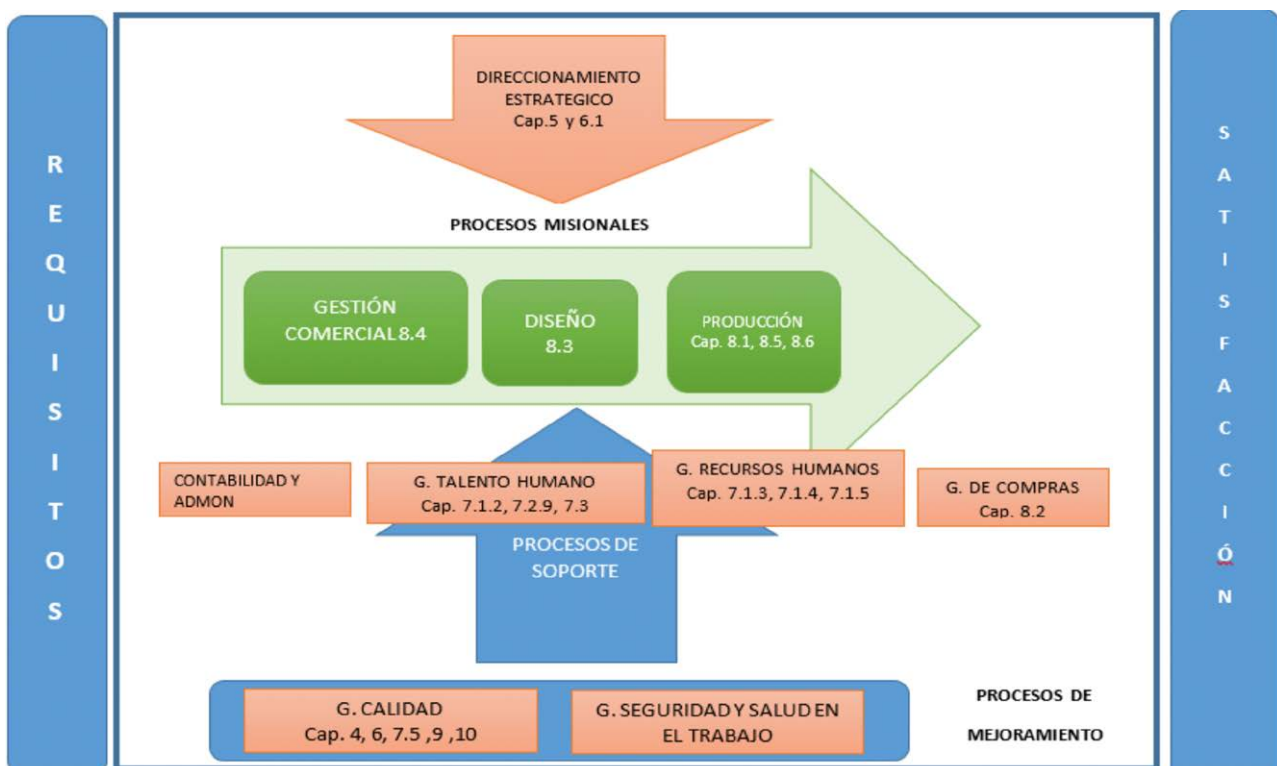 REQUISITOS
DIRECCIONAMIENTO
ESTRATEGICO
Cap.5 y 6.1
PROCESOS MISIONALES
GESTIÓN
COMERCIAL 8.4
DISEÑO
8.3
PRODUCCIÓN
Cap. 8.1, 8.5, 8.6
CONTABILIDAD Y
ADMON
G. TALENTO HUMANO
Cap. 7.1.2, 7.2.9, 7.3
G. RECURSOS HUMANOS
Cap. 7.1.3, 7.1.4, 7.1.5
G. DE COMPRAS
Cap. 8.2
PROCESOS DE
SOPORTE
G. CALIDAD
Cap. 4, 6, 7.5 ,9 ,10
G. SEGURIDAD Y SALUD EN
EL TRABAJO
PROCESOS DE
MEJORAMIENTO
SATISFACCIÓN